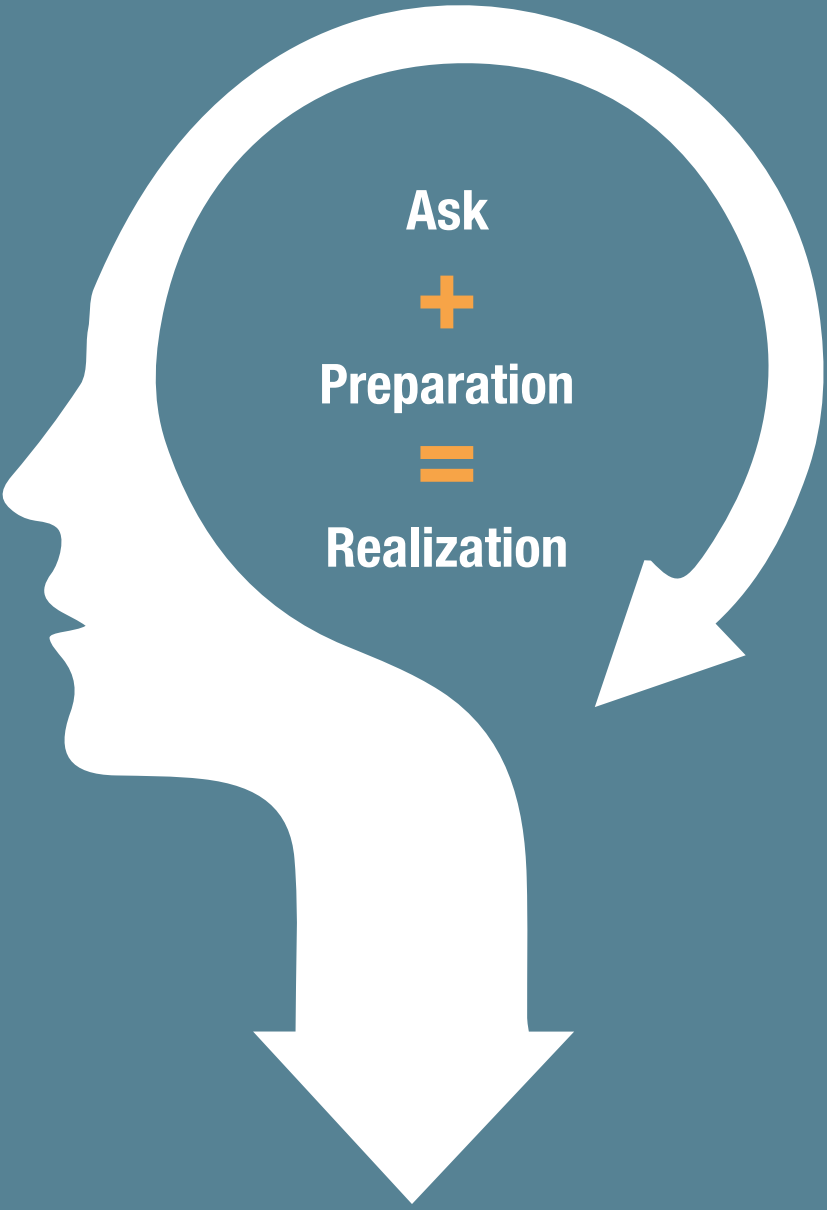 Ask
+
Preparation
=
Realization